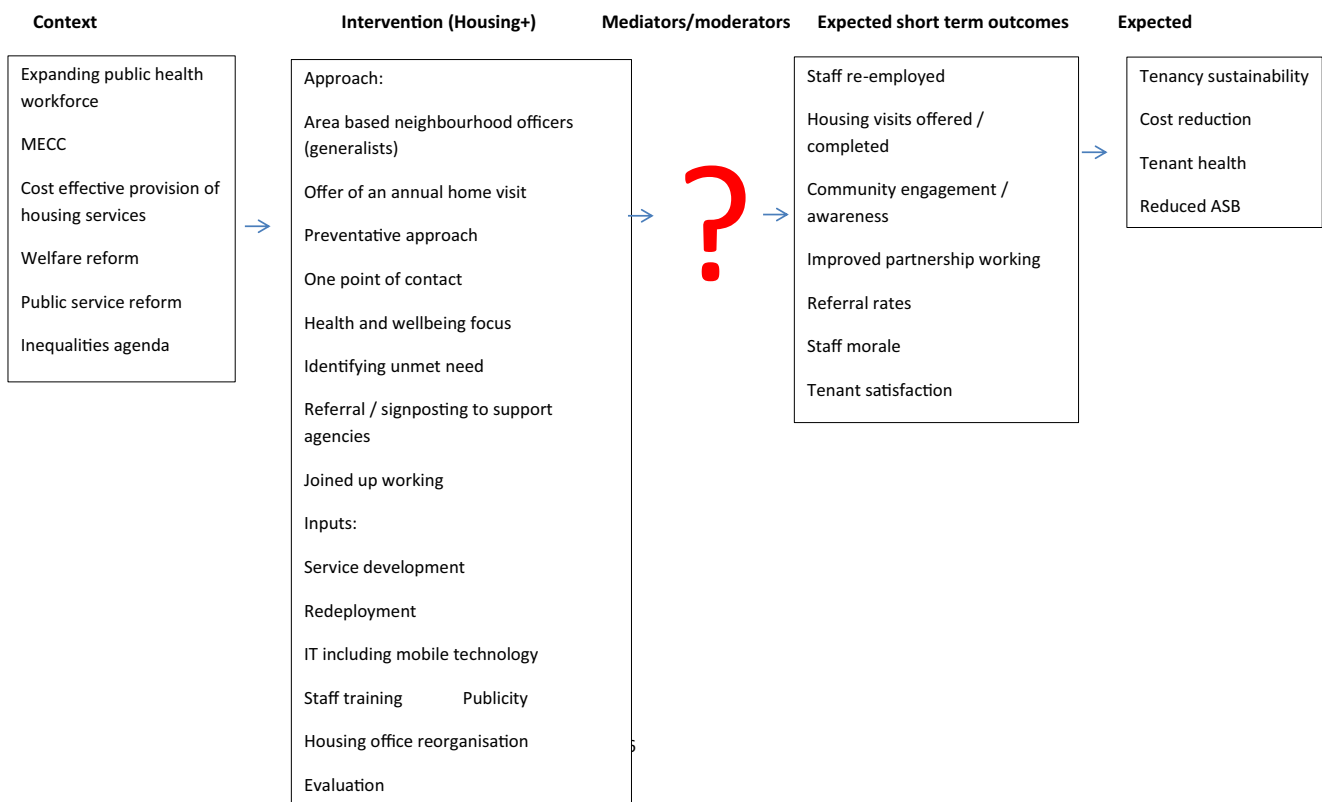 Context
Intervention (Housing+)
Mediators/moderators
Expected short term outcomes
Expected
Expanding public health
workforce
MECC
Cost effective provision of
housing services
Welfare reform
Public service reform
Inequalities agenda
Approach:
Area based neighbourhood officers
(generalists)
Offer of an annual home visit
Preventative approach
One point of contact
Health and wellbeing focus
Identifying unmet need
Referral / signposting to support
agencies
Joined up working
Inputs:
Service development
Redeployment
IT including mobile technology
Staff training Publicity
Housing office reorganisation
Evaluation
?
Staff re-employed
Housing visits offered /
completed
Community engagement /
awareness
Improved partnership working
Referral rates
Staff morale
Tenant satisfaction
Tenancy sustainability
Cost reduction
Tenant health
Reduced ASB